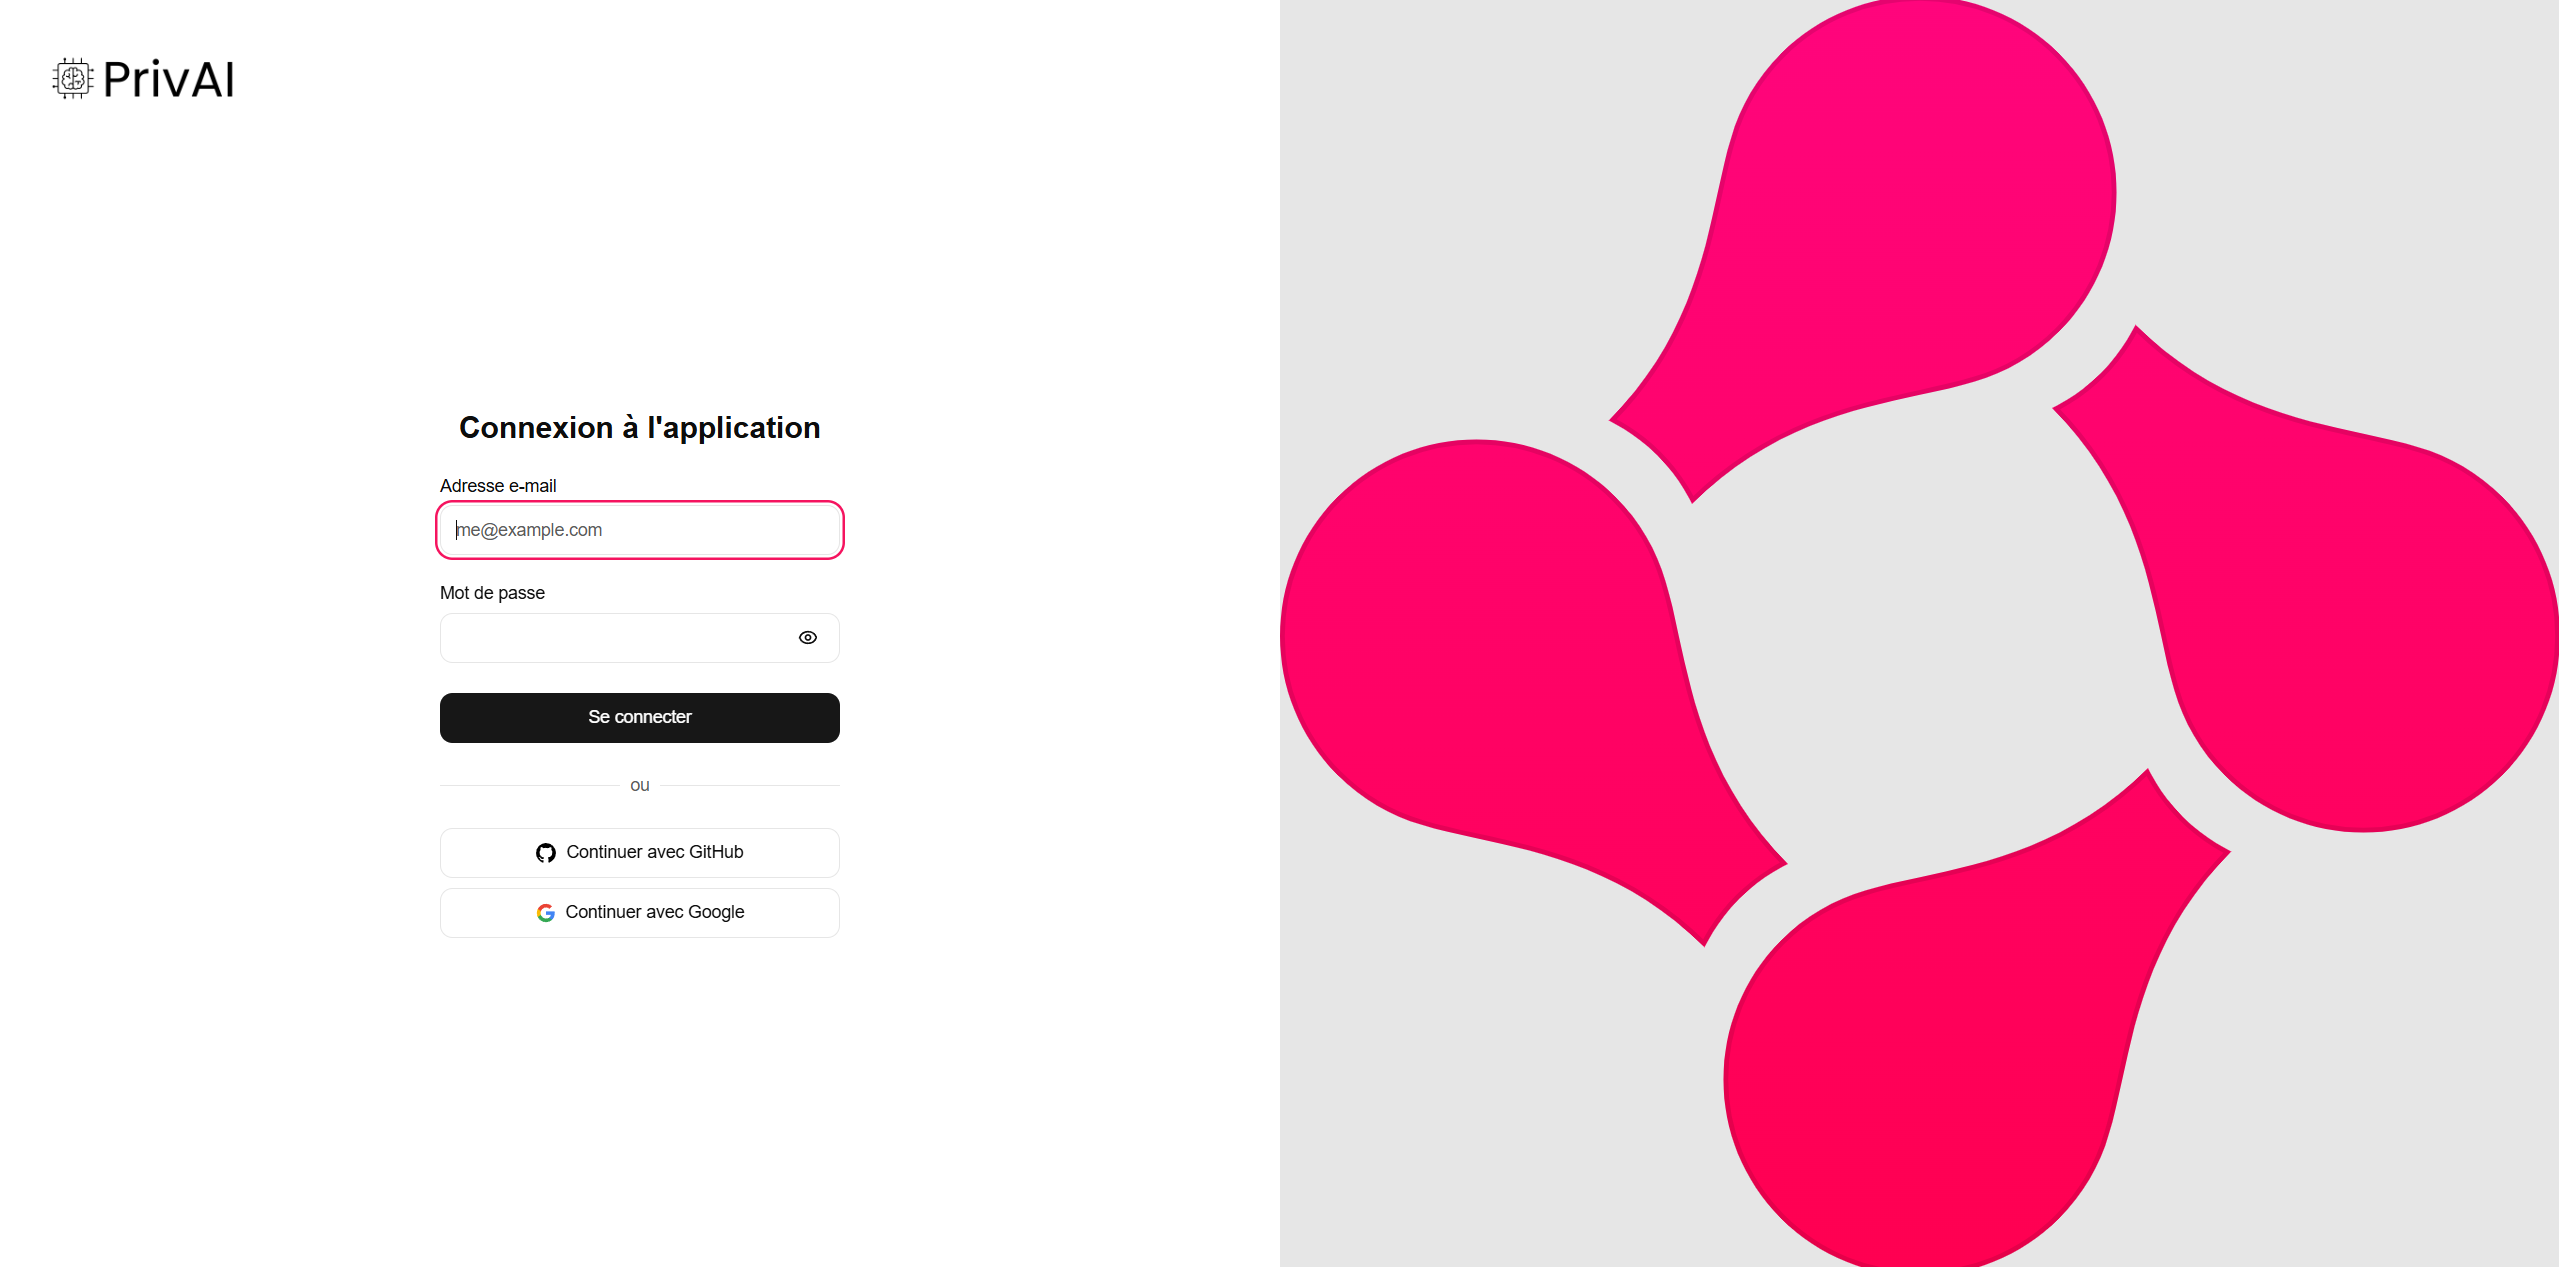 PrivAI
Connexion à l'application
Adresse e-mail
me@example.com
Mot de passe
Se connecter
ou
Continuer avec GitHub
Continuer avec Google